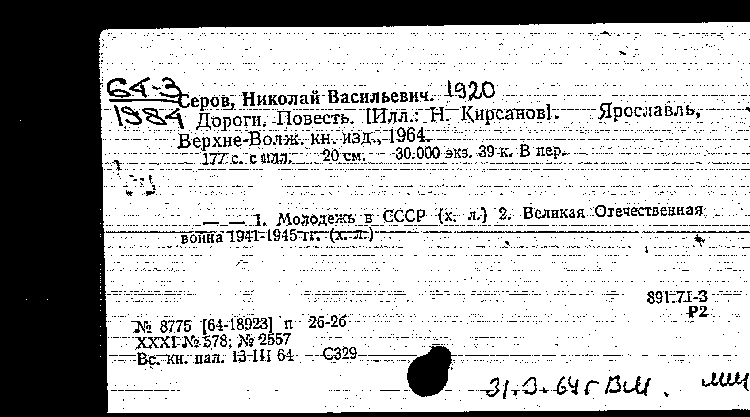 64-3
1984
Серов, Николай Васильевич. 1920
Дороги. Повесть. [Илл.: Н. Кирсанов]. Ярославль,
Верхне-Волж. кн. изд., 1964.
177 с. с илл. 20 см. 30.000 экз. 39 к. В пер.
— — 1. Молодежь в СССР (х. л.) 2. Великая Отечественная
война 1941-1945 гг. (х. л.)
891.71-3
Р2
№ 8775 [64-18923] п 26-26
XXXI № 578; № 2557
Вс. кн. пал. 13 III 64 С329
31.3.64 г ВМ.